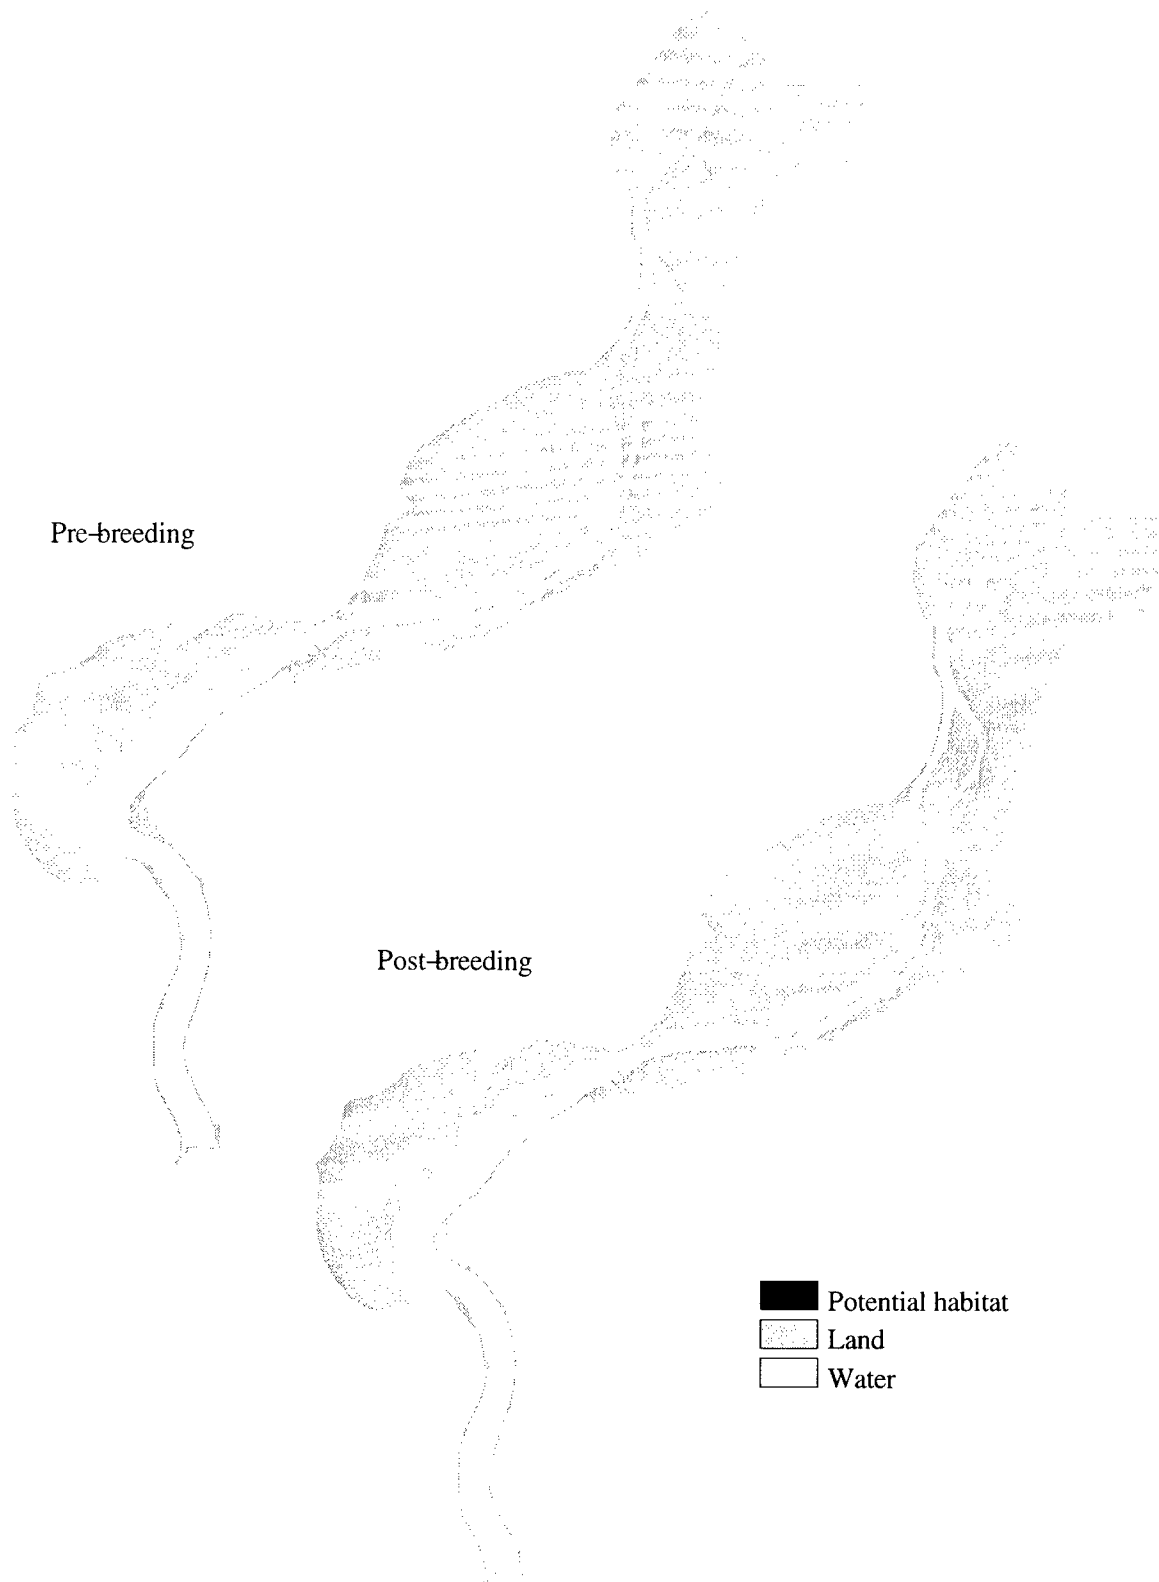 Pre-breeding
Post-breeding
Potential habitat
Land
Water